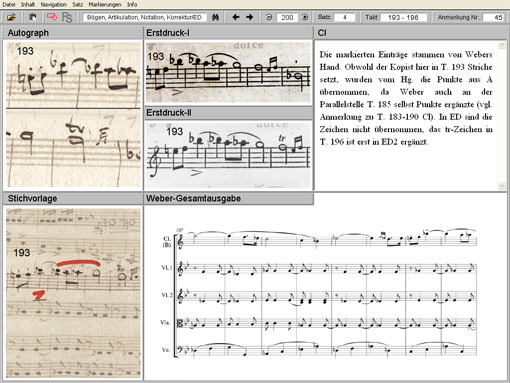 Datei Inhalt Navigation Satz Markierungen Info
Bögen, Artikulation, Notation, Korrektur/ED
200
Satz: 4
Takt: 193 - 196
Anmerkung Nr.: 45
Autograph
193
Erstdruck-I
dolce
193
Erstdruck-II
dolce
193
(B)
CI
Die markierten Einträge stammen von Webers
Hand. Obwohl der Kopist hier in T. 193 Striche
setzt, wurden vom Hg. die Punkte aus A
übernommen, da Weber auch an der
Parallelstelle T. 185 selbst Punkte ergänzte (vgl.
Anmerkung zu T. 183-190 CI). In ED sind die
Zeichen nicht übernommen, das tr-Zeichen in
T. 196 ist erst in ED2 ergänzt.
Stichvorlage
193
Weber-Gesamtausgabe
Cl.
(B)
Vl. 1
Vl. 2
Vla.
Vc.